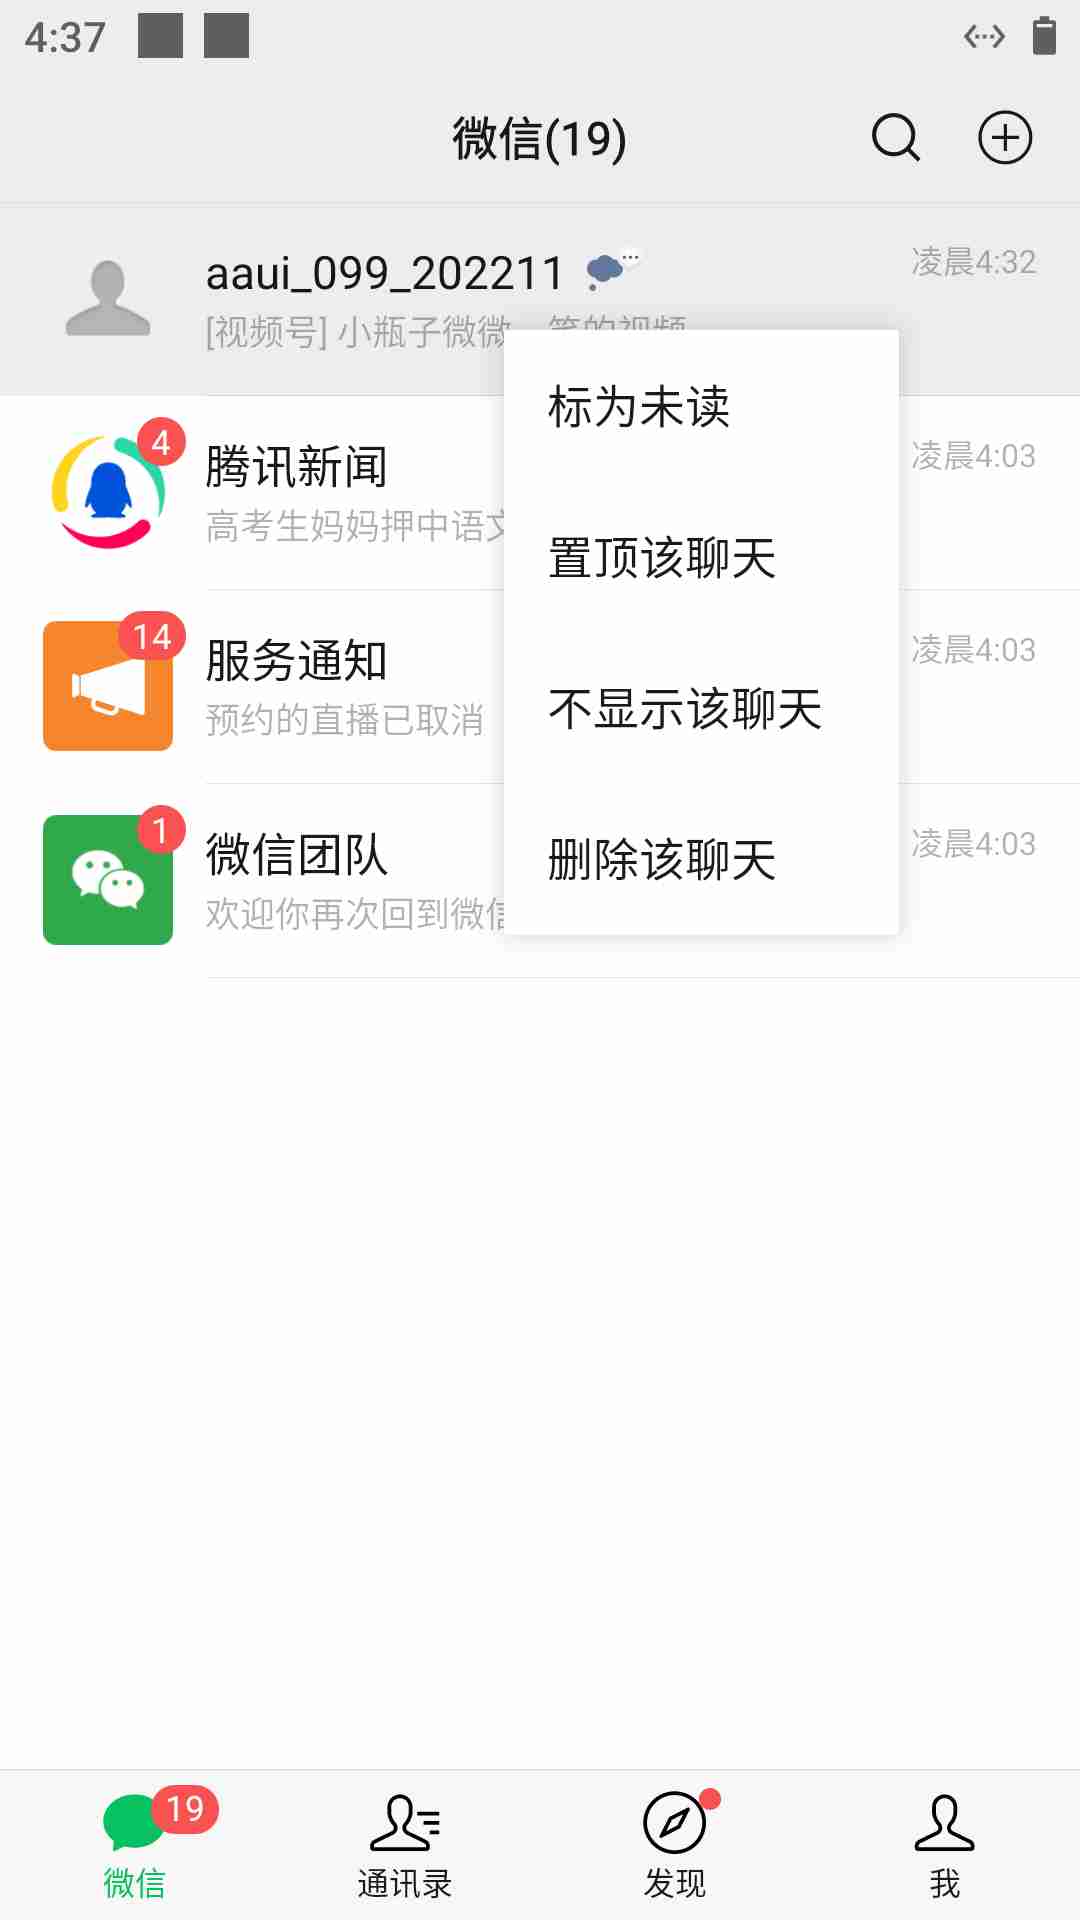 4:37
微信(19)
aaui_099_202211
凌晨4:32
[视频号] 小瓶子微微
标为未读
4
腾讯新闻
凌晨4:03
高考生妈妈押中语文
置顶该聊天
14
服务通知
凌晨4:03
预约的直播已取消
不显示该聊天
1
微信团队
凌晨4:03
欢迎你再次回到微信
删除该聊天
19
微信
通讯录
发现
我